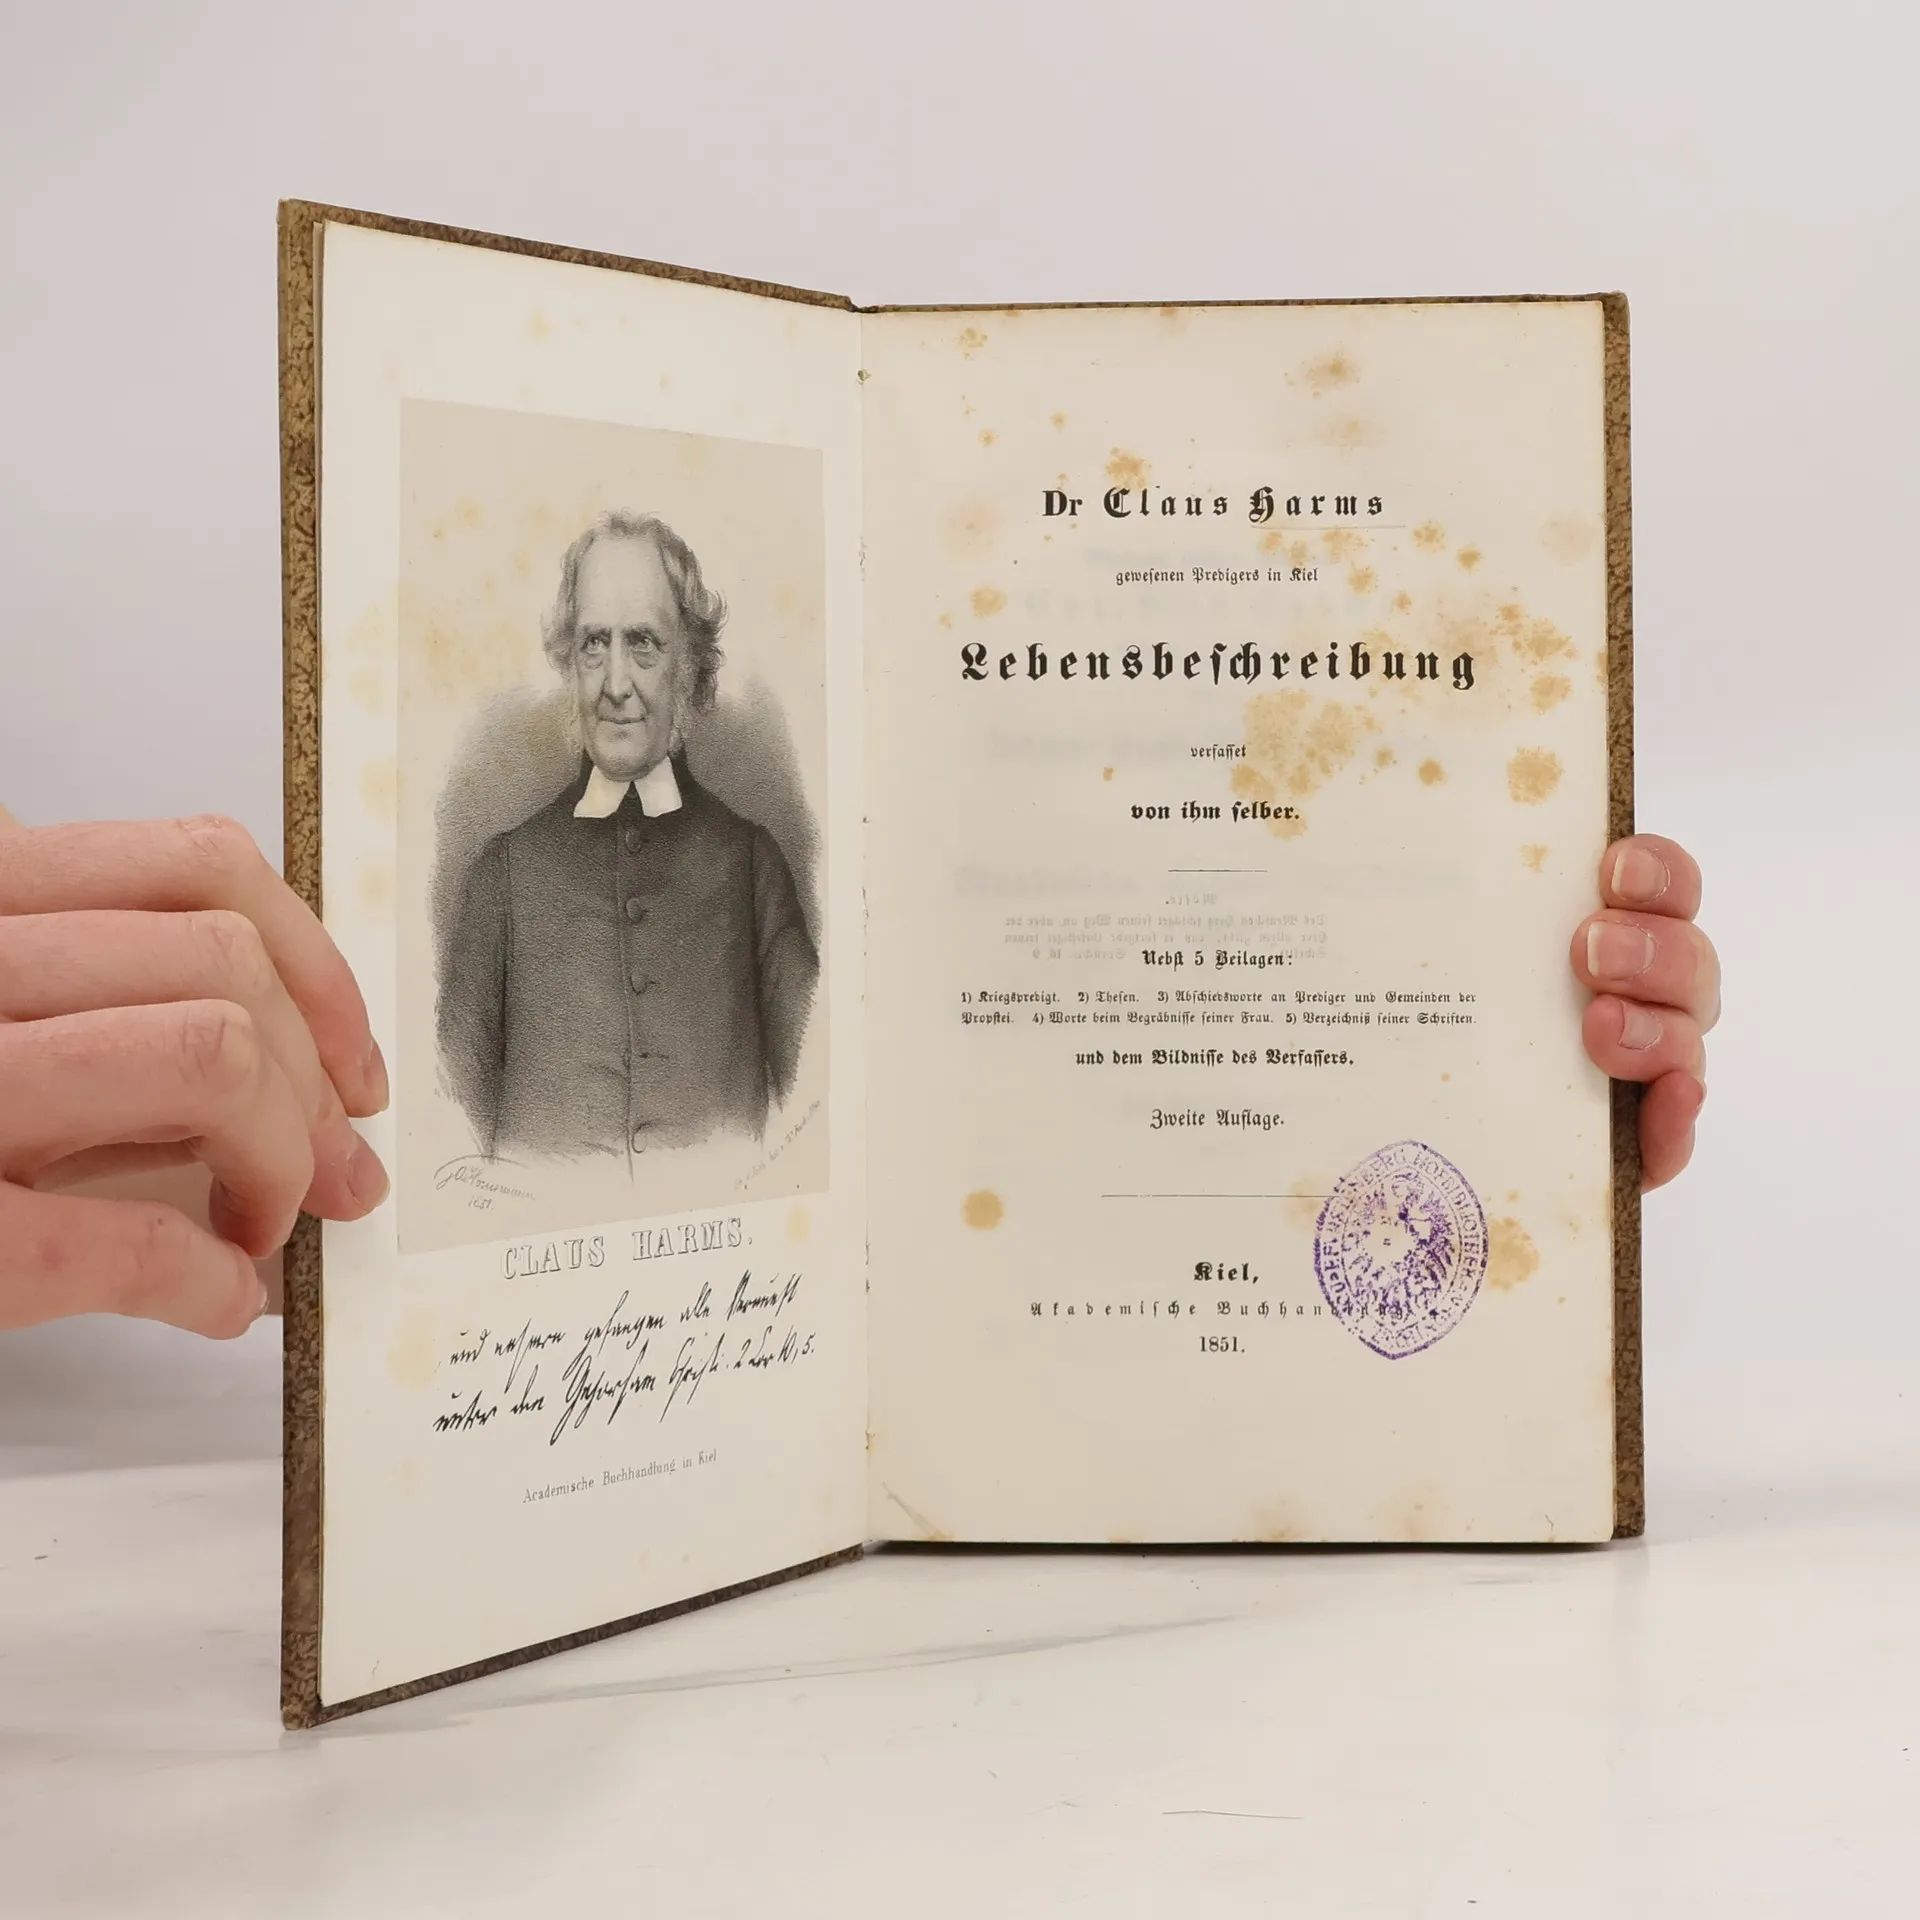 1851.
CLAUS HARMS.
und nehmen gefangen alle Vernunft
unter den Gehorsam Christi. 2 Cor 10, 5.
Academische Buchhandlung in Kiel
Dr Claus Harms
gewesenen Predigers in Kiel
Lebensbeſchreibung
verfaſſet
von ihm ſelber.
Nebſt 5 Beilagen:
1) Kriegspredigt. 2) Theſen. 3) Abſchiedsworte an Prediger und Gemeinden der
Propſtei. 4) Worte beim Begräbniſſe ſeiner Frau. 5) Verzeichniß ſeiner Schriften.
und dem Bildniſſe des Verfaſſers.
Zweite Auflage.
Kiel,
Akademiſche Buchhandlung.
1851.